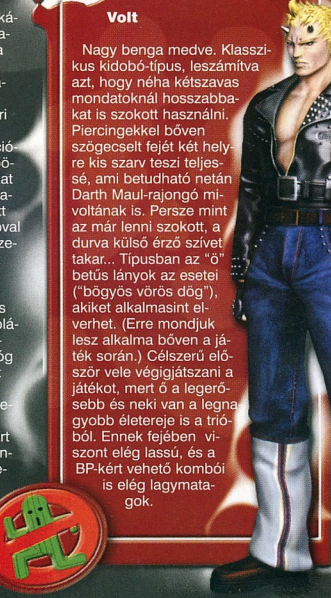 Volt
Nagy benga medve. Klasszi-
kus kidobó-típus, leszámítva
azt, hogy néha kétszavas
mondatoknál hosszabba-
kat is szokott használni.
Piercingekkel bőven
szögecselt fejét két hely-
re kis szarv teszi teljes-
sé, ami betudható netán
Darth Maul-rajongó mi-
voltának is. Persze mint
az már lenni szokott, a
durva külső érző szívet
takar... Típusban az "ö"
betűs lányok az esetei
("bögyös vörös dög"),
akiket alkalmasint el-
verhet. (Erre mondjuk
lesz alkalma bőven a já-
ték során.) Célszerű elő-
ször vele végigjátszani a
játékot, mert ő a legerő-
sebb és neki van a legna-
gyobb életereje is a trió-
ból. Ennek fejében viszont
elég lassú, és a
BP-kért vehető kombói
is elég lagymata-
gok.